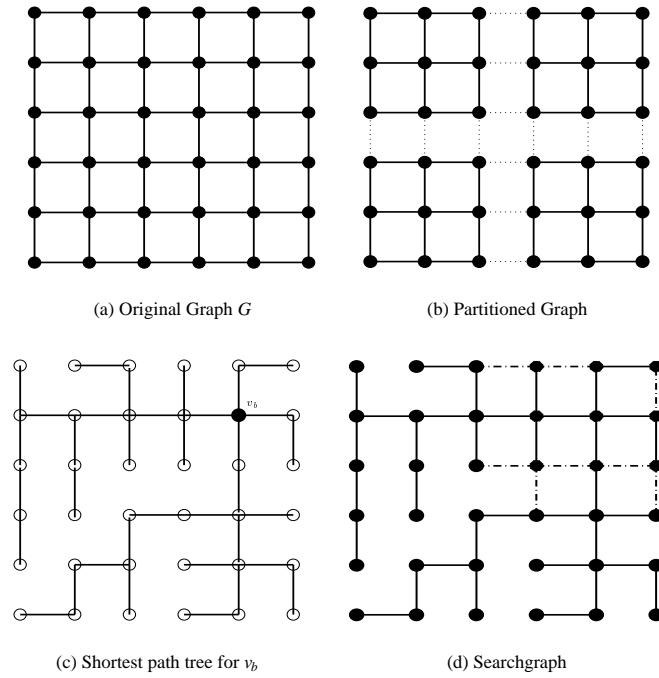 (a) Original Graph G
(b) Partitioned Graph
v_b
(c) Shortest path tree for v_b
(d) Searchgraph